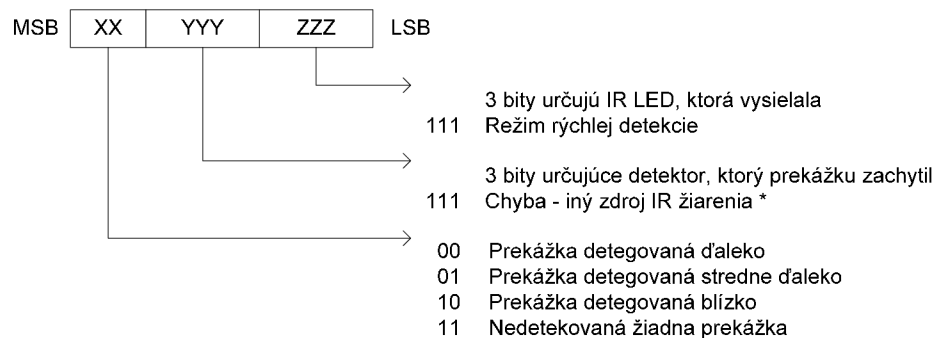 MSB XX YYY ZZZ LSB
3 bity určujú IR LED, ktorá vysielala
111 Režim rýchlej detekcie
3 bity určujúce detektor, ktorý prekážku zachytil
111 Chyba - iný zdroj IR žiarenia *
00 Prekážka detegovaná ďaleko
01 Prekážka detegovaná stredne ďaleko
10 Prekážka detegovaná blízko
11 Nedetekovaná žiadna prekážka